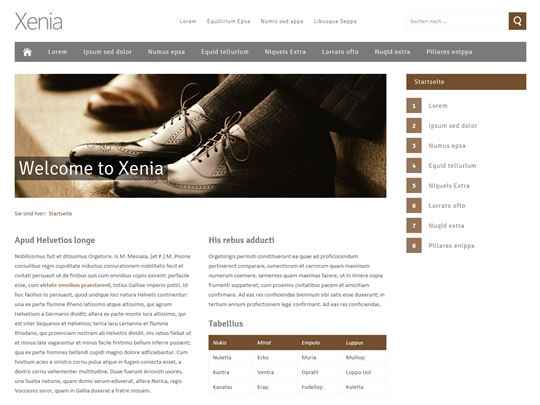 Xenia
Lorem Equilirium Epsa Numis sed appa Libusque Seppa
Suchen nach ...
Lorem Ipsum sed dolor Numus epsa Equid tellurium Niqueis Extra Lorrato ofto Nuqid extra Pillares enippa
Welcome to Xenia
Sie sind hier: Startseite
Startseite
1 Lorem
2 Ipsum sed dolor
3 Numus epsa
4 Equid tellurium
5 Niqueis Extra
6 Lorrato ofto
7 Nuqid extra
8 Pillares enippa
Apud Helvetios longe
Nobilissimus fuit et ditissimus Orgetorix. Is M. Messala, [et P.] M. Pisone
consulibus regni cupiditate inductus coniurationem nobilitatis fecit et
civitati persuasit ut de finibus suis cum omnibus copiis exirent: perfacile
esse, cum virtute omnibus praestarent, totius Galliae imperio potiri. Id
hoc facilius iis persuasit, quod undique loci natura Helvetii continentur:
una ex parte flumine Rheno latissimo atque altissimo, qui agrum
Helvetium a Germanis dividit; altera ex parte monte Iura altissimo, qui
est inter Sequanos et Helvetios; tertia lacu Lemanno et flumine
Rhodano, qui provinciam nostram ab Helvetiis dividit. His rebus fiebat ut
et minus late vagarentur et minus facile finitimis bellum inferre possent;
qua ex parte homines bellandi cupidi magno dolore adficiebantur. Cum
hostium acies a sinistro cornu pulsa atque in fugam coniecta esset, a
dextro cornu vehementer multitudine. Duae fuerunt Ariovisti uxores,
una Sueba natione, quam domo secum eduxerat, altera Norica, regis
Voccionis soror, quam in Gallia duxerat a fratre missam.
His rebus adducti
Orgetorigis permoti constituerunt ea quae ad proficiscendum
pertinerent comparare, iumentorum et carrorum quam maximum
numerum coemere, sementes quam maximas facere, ut in itinere copia
frumenti suppeteret, cum proximis civitatibus pacem et amicitiam
confirmare. Ad eas res conficiendas biennium sibi satis esse duxerunt; in
tertium annum profectionem lege confirmant. Ad eas res conficiendas.
Tabellius
Nukis Mirat Empolo Luppus
Nuletta Ecko Muria Mulliop
Kuntra Ventra Oprahl Loppo Uol
Kanatas Erap Fudellop Kuletta